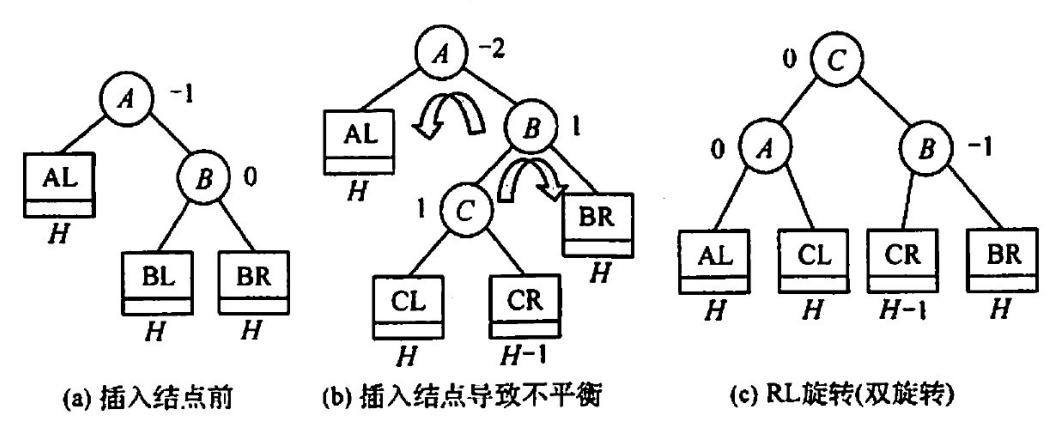 A -1
AL
H
B 0
BL
H
BR
H
(a) 插入结点前
A -2
AL
H
B 1
1 C
BR
H
CL
H
CR
H-1
(b) 插入结点导致不平衡
0 C
0 A
B -1
AL
H
CL
H
CR
H-1
BR
H
(c) RL旋转(双旋转)